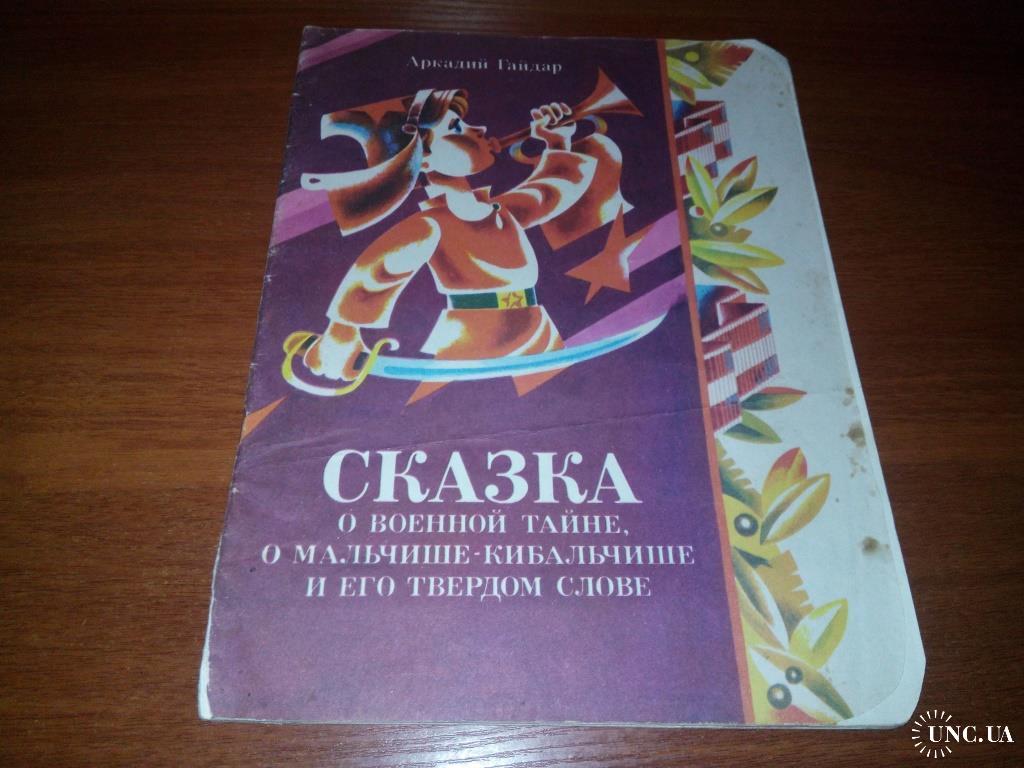 Аркадий Гайдар
СКАЗКА
О ВОЕННОЙ ТАЙНЕ,
О МАЛЬЧИШЕ-КИБАЛЬЧИШЕ
И ЕГО ТВЕРДОМ СЛОВЕ
UNC.UA